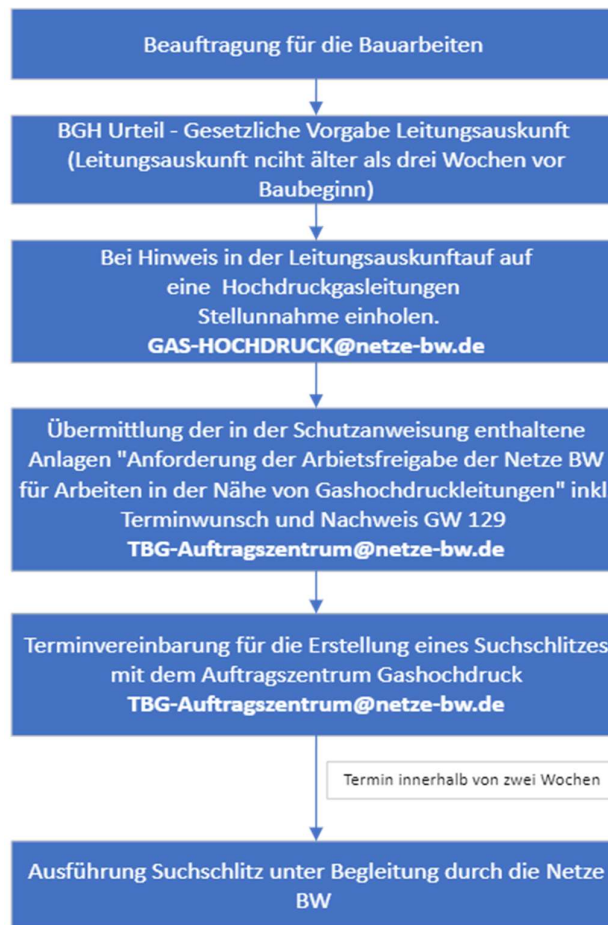 Beauftragung für die Bauarbeiten
BGH Urteil - Gesetzliche Vorgabe Leitungsauskunft
(Leitungsauskunft nciht älter als drei Wochen vor
Baubeginn)
Bei Hinweis in der Leitungsauskunftauf auf
eine Hochdruckgasleitungen
Stellunnahme einholen.
GAS-HOCHDRUCK@netze-bw.de
Übermittlung der in der Schutzanweisung enthaltene
Anlagen "Anforderung der Arbietsfreigabe der Netze BW
für Arbeiten in der Nähe von Gashochdruckleitungen" inkl
Terminwunsch und Nachweis GW 129
TBG-Auftragszentrum@netze-bw.de
Terminvereinbarung für die Erstellung eines Suchschlitzes
mit dem Auftragszentrum Gashochdruck
TBG-Auftragszentrum@netze-bw.de
Termin innerhalb von zwei Wochen
Ausführung Suchschlitz unter Begleitung durch die Netze
BW